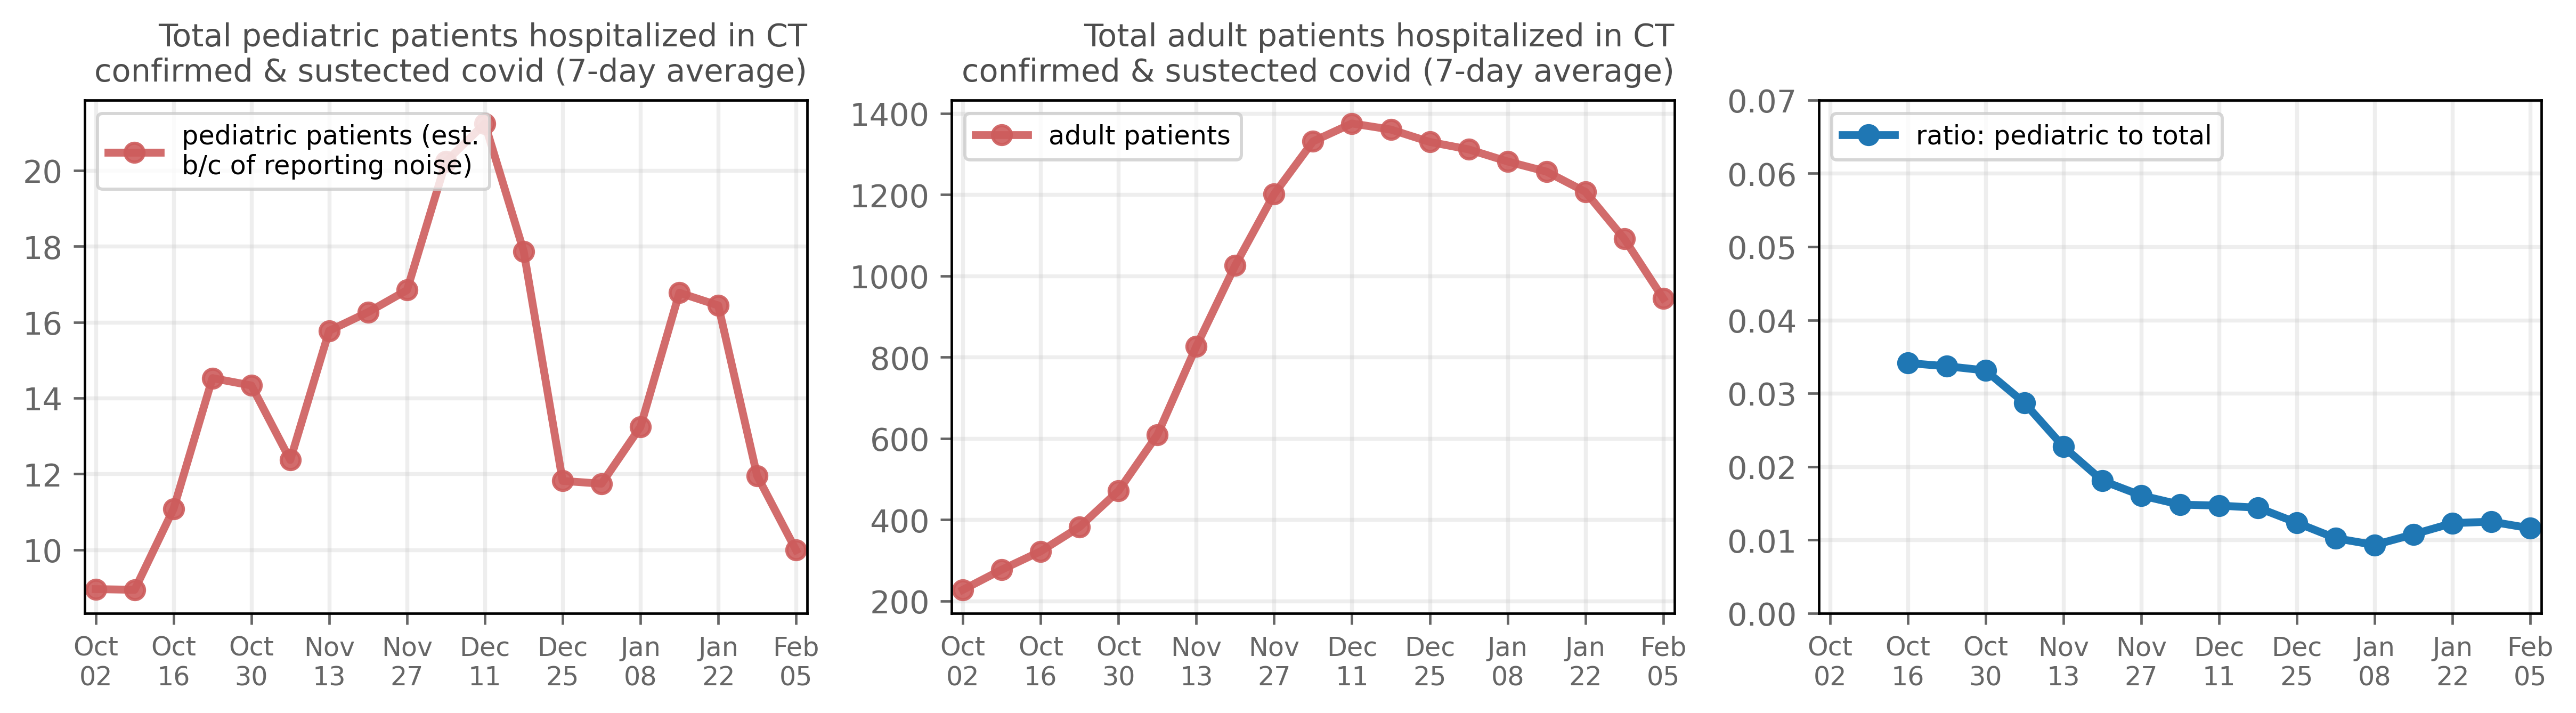 Total pediatric patients hospitalized in CT
confirmed & sustected covid (7-day average)
pediatric patients (est.
b/c of reporting noise)
20
18
16
14
12
10
Oct Oct Oct Nov Nov Dec Dec Jan Jan Feb
02 16 30 13 27 11 25 08 22 05
Total adult patients hospitalized in CT
confirmed & sustected covid (7-day average)
adult patients
1400
1200
1000
800
600
400
200
Oct Oct Oct Nov Nov Dec Dec Jan Jan Feb
02 16 30 13 27 11 25 08 22 05
ratio: pediatric to total
0.07
0.06
0.05
0.04
0.03
0.02
0.01
0.00
Oct Oct Oct Nov Nov Dec Dec Jan Jan Feb
02 16 30 13 27 11 25 08 22 05